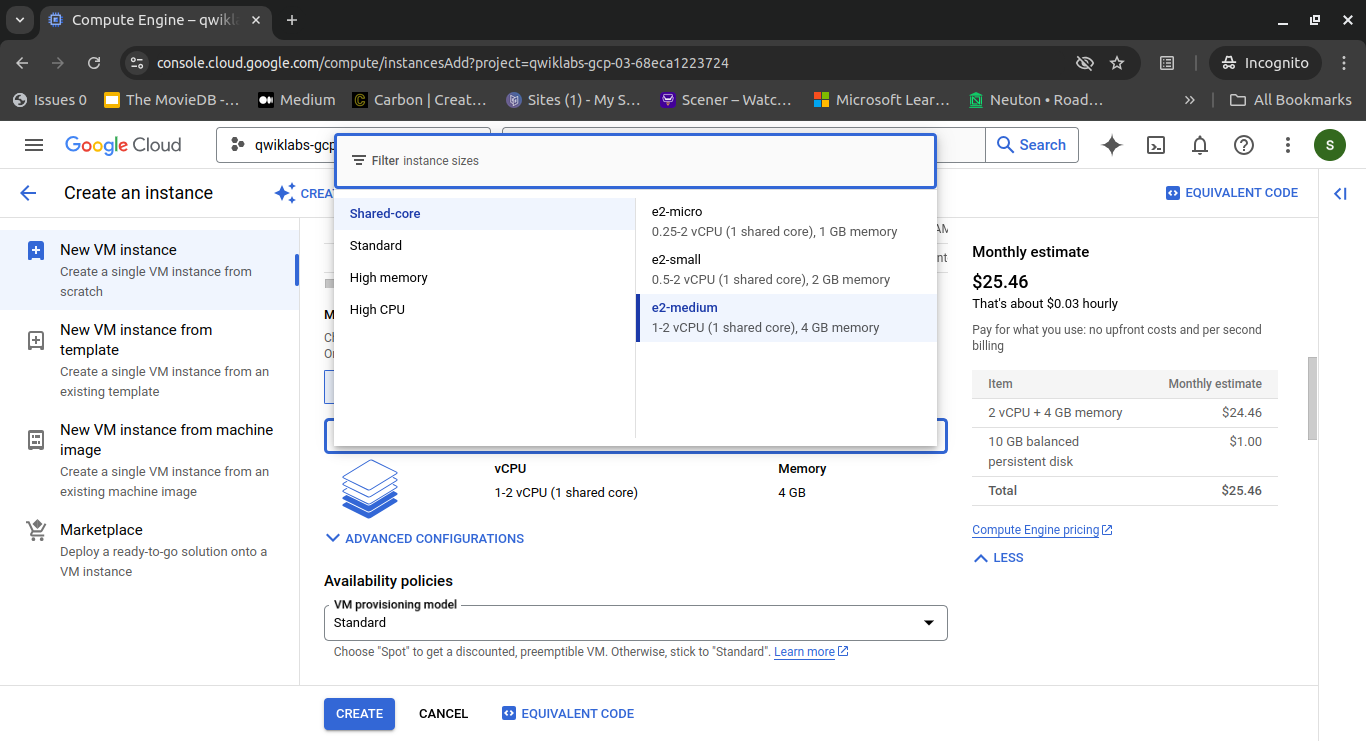 Compute Engine – qwikla
console.cloud.google.com/compute/instancesAdd?project=qwiklabs-gcp-03-68eca1223724
Incognito
Issues 0
The MovieDB -...
Medium
Carbon | Creat...
Sites (1) - My S...
Scener – Watc...
Microsoft Lear...
Neuton • Road...
All Bookmarks
Google Cloud
qwiklabs-gcp
Search
S
Create an instance
CREA
EQUIVALENT CODE
New VM instance
Create a single VM instance from
scratch
New VM instance from
template
Create a single VM instance from an
existing template
New VM instance from machine
image
Create a single VM instance from an
existing machine image
Marketplace
Deploy a ready-to-go solution onto a
VM instance
Filter instance sizes
Shared-core
Standard
High memory
High CPU
e2-micro
0.25-2 vCPU (1 shared core), 1 GB memory
e2-small
0.5-2 vCPU (1 shared core), 2 GB memory
e2-medium
1-2 vCPU (1 shared core), 4 GB memory
vCPU
1-2 vCPU (1 shared core)
Memory
4 GB
ADVANCED CONFIGURATIONS
Availability policies
VM provisioning model
Standard
Choose "Spot" to get a discounted, preemptible VM. Otherwise, stick to "Standard". Learn more
CREATE
CANCEL
EQUIVALENT CODE
Monthly estimate
$25.46
That's about $0.03 hourly
Pay for what you use: no upfront costs and per second
billing
Item Monthly estimate
2 vCPU + 4 GB memory $24.46
10 GB balanced $1.00
persistent disk
Total $25.46
Compute Engine pricing
LESS